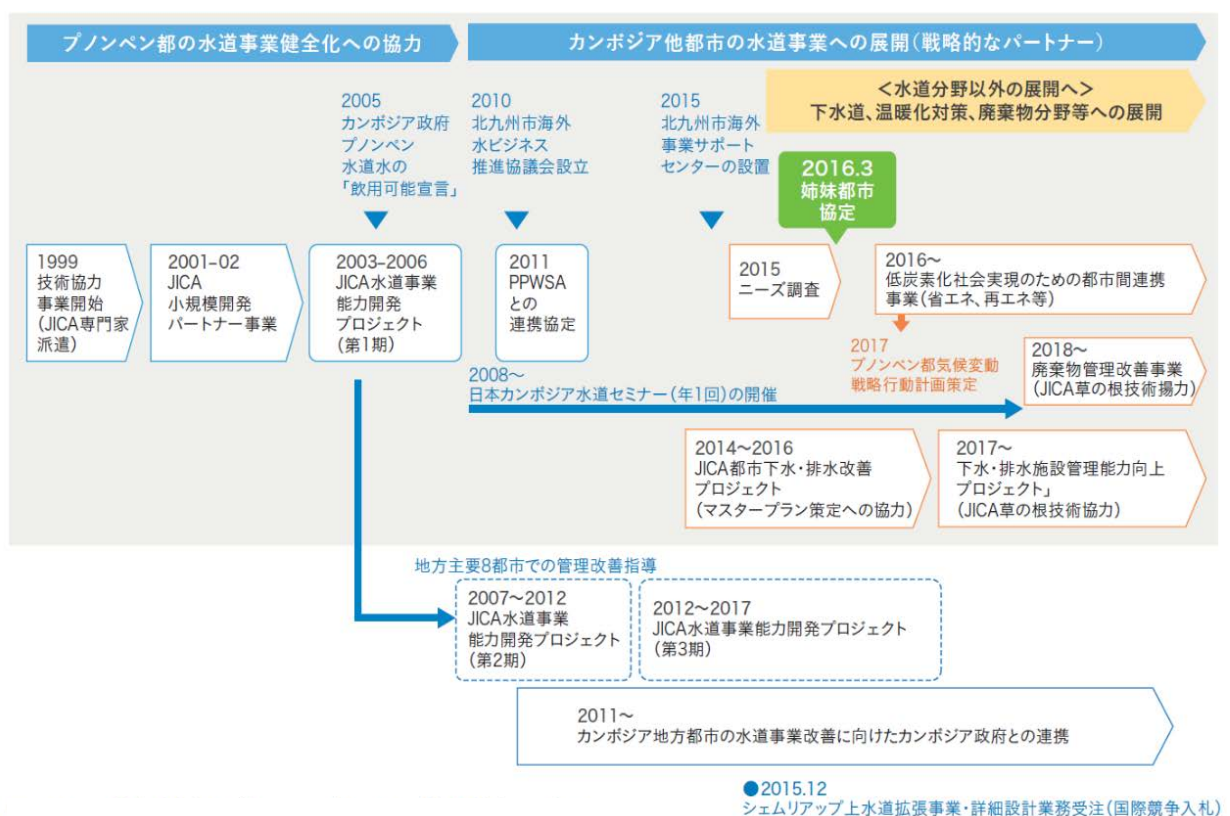 プノンペン都の水道事業健全化への協力
カンボジア他都市の水道事業への展開(戦略的なパートナー)
<水道分野以外の展開へ>
下水道、温暖化対策、廃棄物分野等への展開
2005
カンボジア政府
プノンペン
水道水の
「飲用可能宣言」
2010
北九州市海外
水ビジネス
推進協議会設立
2015
北九州市海外
事業サポート
センターの設置
2016.3
姉妹都市
協定
1999
技術協力
事業開始
(JICA専門家
派遣)
2001-02
JICA
小規模開発
パートナー事業
2003-2006
JICA水道事業
能力開発
プロジェクト
(第1期)
2011
PPWSA
との
連携協定
2015
ニーズ調査
2016～
低炭素化社会実現のための都市間連携
事業(省エネ、再エネ等)
2017
プノンペン都気候変動
戦略行動計画策定
2018～
廃棄物管理改善事業
(JICA草の根技術揚力)
2008～
日本カンボジア水道セミナー(年1回)の開催
2014～2016
JICA都市下水・排水改善
プロジェクト
(マスタープラン策定への協力)
2017～
下水・排水施設管理能力向上
プロジェクト」
(JICA草の根技術協力)
地方主要8都市での管理改善指導
2007～2012
JICA水道事業
能力開発プロジェクト
(第2期)
2012～2017
JICA水道事業能力開発プロジェクト
(第3期)
2011～
カンボジア地方都市の水道事業改善に向けたカンボジア政府との連携
●2015.12
シェムリアップ上水道拡張事業・詳細設計業務受注(国際競争入札)